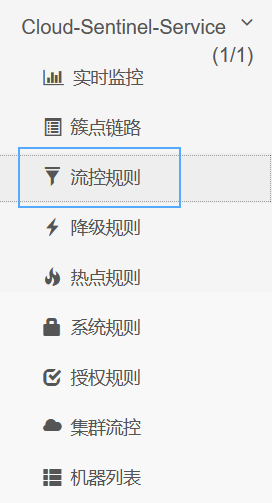 Cloud-Sentinel-Service
(1/1)
实时监控
簇点链路
流控规则
降级规则
热点规则
系统规则
授权规则
集群流控
机器列表